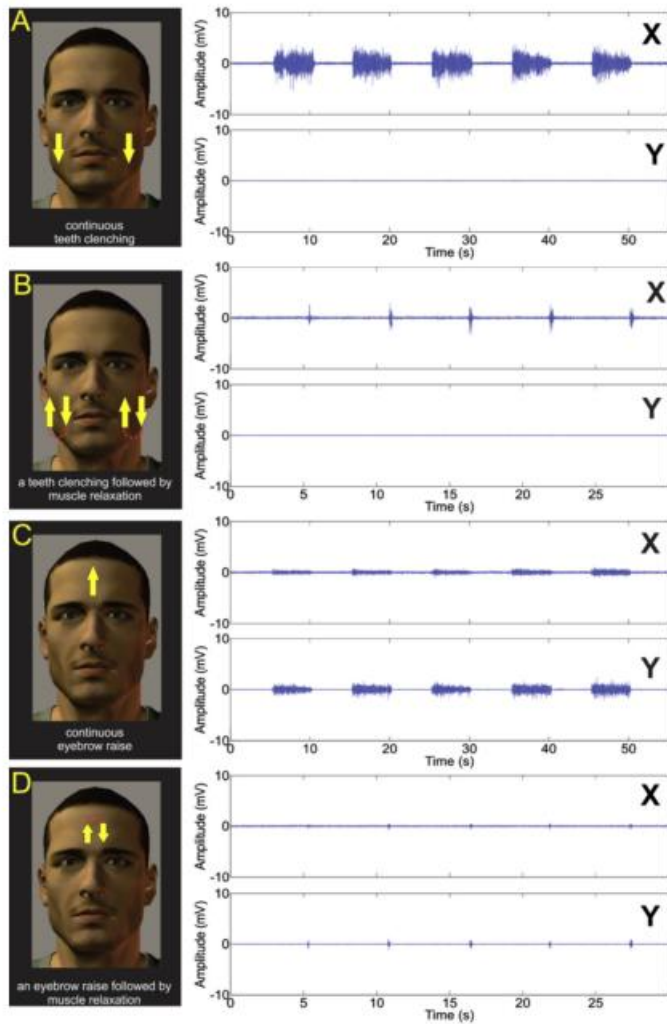 A
continuous
teeth clenching
X
Amplitude (mV)
10
0
-10
Y
Amplitude (mV)
10
0
-10
0 10 20 30 40 50
Time (s)
B
a teeth clenching followed by
muscle relaxation
X
Amplitude (mV)
10
0
-10
Y
Amplitude (mV)
10
0
-10
0 5 10 15 20 25
Time (s)
C
continuous
eyebrow raise
X
Amplitude (mV)
10
0
-10
Y
Amplitude (mV)
10
0
-10
0 10 20 30 40 50
Time (s)
D
an eyebrow raise followed by
muscle relaxation
X
Amplitude (mV)
10
0
-10
Y
Amplitude (mV)
10
0
-10
0 5 10 15 20 25
Time (s)